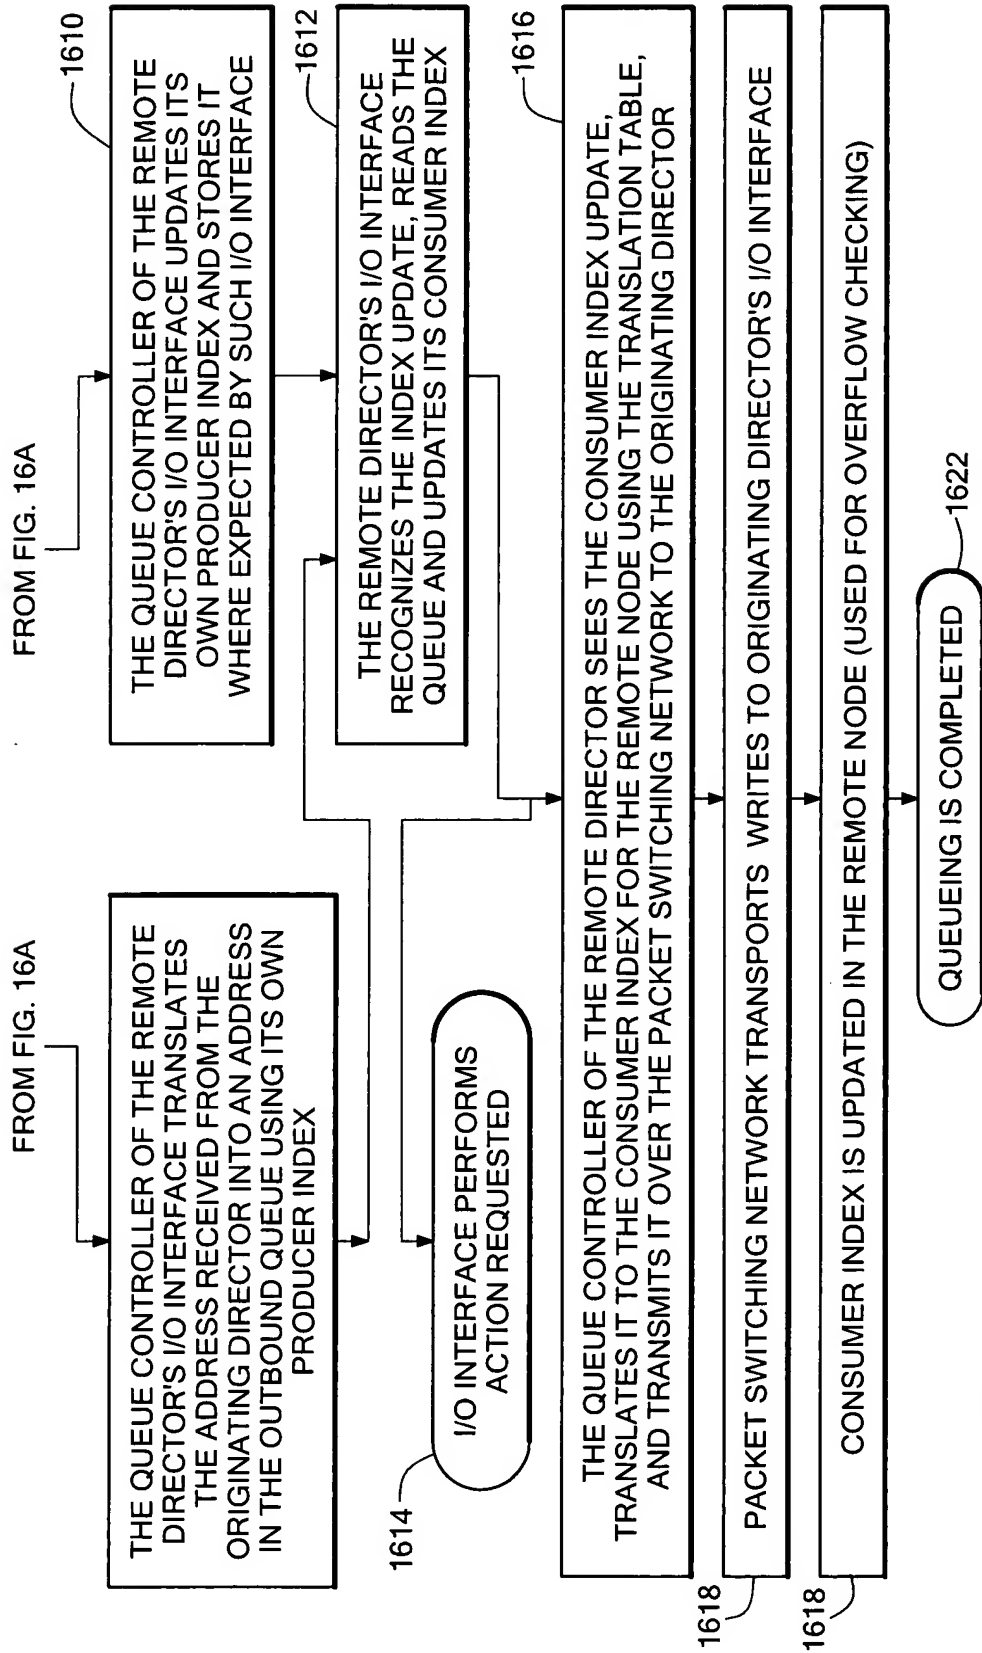 FROM FIG. 16A
THE QUEUE CONTROLLER OF THE REMOTE
DIRECTOR'S I/O INTERFACE TRANSLATES
THE ADDRESS RECEIVED FROM THE
ORIGINATING DIRECTOR INTO AN ADDRESS
IN THE OUTBOUND QUEUE USING ITS OWN
PRODUCER INDEX
FROM FIG. 16A
1610
THE QUEUE CONTROLLER OF THE REMOTE
DIRECTOR'S I/O INTERFACE UPDATES ITS
OWN PRODUCER INDEX AND STORES IT
WHERE EXPECTED BY SUCH I/O INTERFACE
1612
THE REMOTE DIRECTOR'S I/O INTERFACE
RECOGNIZES THE INDEX UPDATE, READS THE
QUEUE AND UPDATES ITS CONSUMER INDEX
1614
I/O INTERFACE PERFORMS
ACTION REQUESTED
1616
THE QUEUE CONTROLLER OF THE REMOTE DIRECTOR SEES THE CONSUMER INDEX UPDATE,
TRANSLATES IT TO THE CONSUMER INDEX FOR THE REMOTE NODE USING THE TRANSLATION TABLE,
AND TRANSMITS IT OVER THE PACKET SWITCHING NETWORK TO THE ORIGINATING DIRECTOR
1618
PACKET SWITCHING NETWORK TRANSPORTS WRITES TO ORIGINATING DIRECTOR'S I/O INTERFACE
1618
CONSUMER INDEX IS UPDATED IN THE REMOTE NODE (USED FOR OVERFLOW CHECKING)
QUEUEING IS COMPLETED
1622